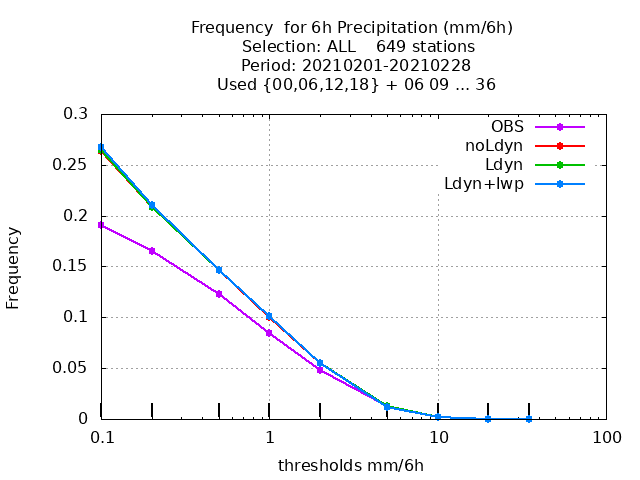 Frequency  for 6h Precipitation (mm/6h)
Selection: ALL    649 stations
Period: 20210201-20210228
Used {00,06,12,18} + 06 09 ... 36
OBS
noLdyn
Ldyn
Ldyn+lwp
0.3
0.25
0.2
0.15
0.1
0.05
0
Frequency
0.1 1 10 100
thresholds mm/6h